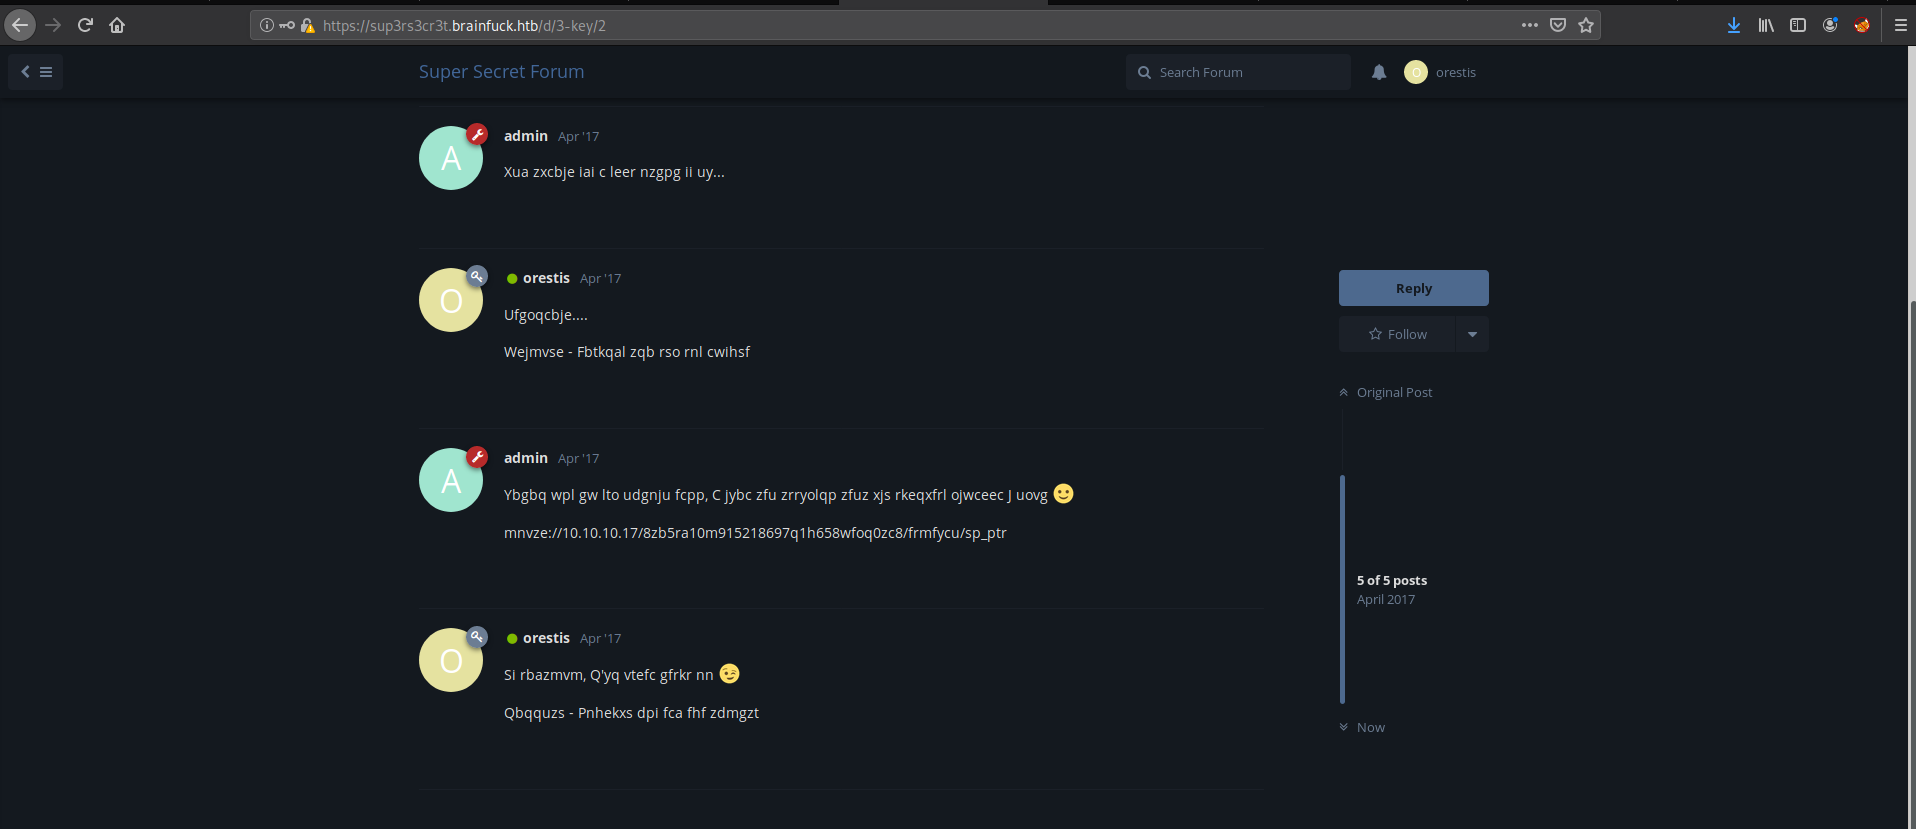 https://sup3rs3cr3t.brainfuck.htb/d/3-key/2
Super Secret Forum
Search Forum
O orestis
A
admin Apr '17
Xua zxcbje iai c leer nzgpg ii uy...
O
orestis Apr '17
Ufgoqcbje....
Wejmvse - Fbtkqal zqb rso rnl cwihsf
Reply
Follow
Original Post
A
admin Apr '17
Ybgbq wpl gw lto udgnju fcpp, C jybc zfu zrryolqp zfuz xjs rkeqxfrl ojwceec J uovg 🙂
mnvze://10.10.10.17/8zb5ra10m915218697q1h658wfoq0zc8/frmfycu/sp_ptr
5 of 5 posts
April 2017
O
orestis Apr '17
Si rbazmvm, Q'yq vtefc gfrkr nn 😉
Qbqquzs - Pnhekxs dpi fca fhf zdmgzt
Now